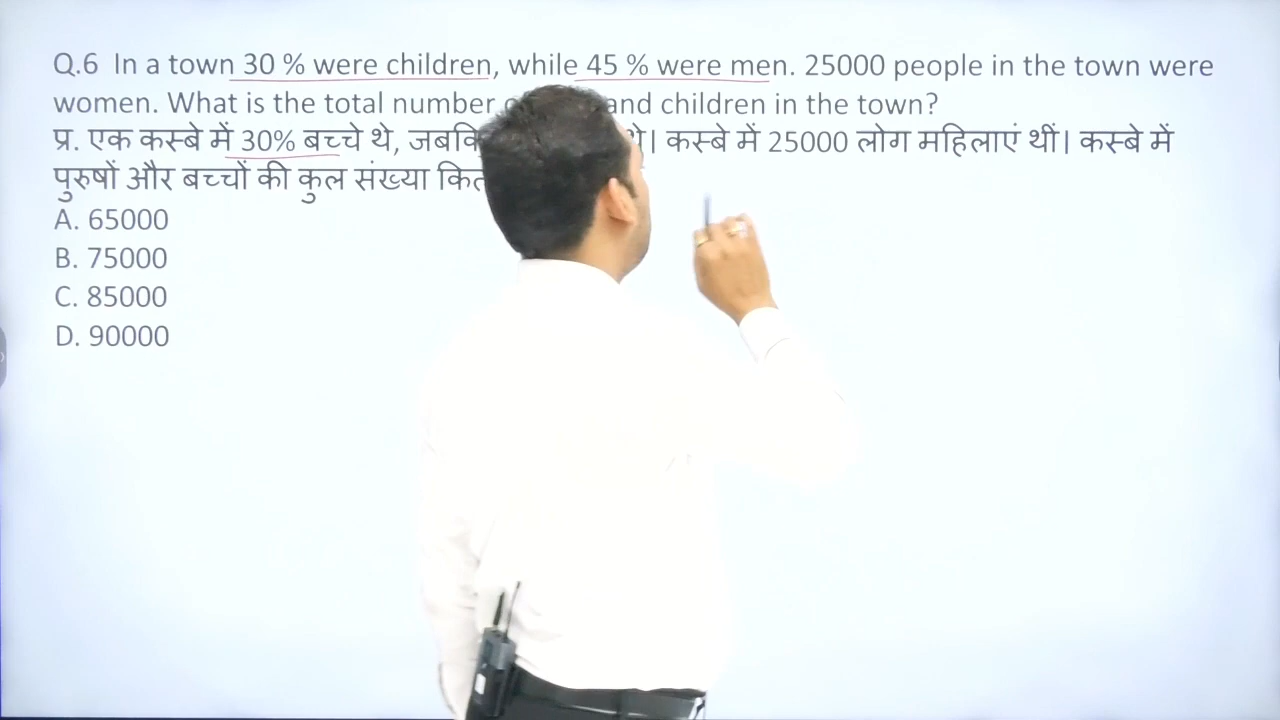 Q.6 In a town 30 % were children, while 45 % were men. 25000 people in the town were
women. What is the total number and children in the town?
प्र. एक कस्बे में 30% बच्चे थे, जबकि थे। कस्बे में 25000 लोग महिलाएं थीं। कस्बे में
पुरुषों और बच्चों की कुल संख्या
A. 65000
B. 75000
C. 85000
D. 90000